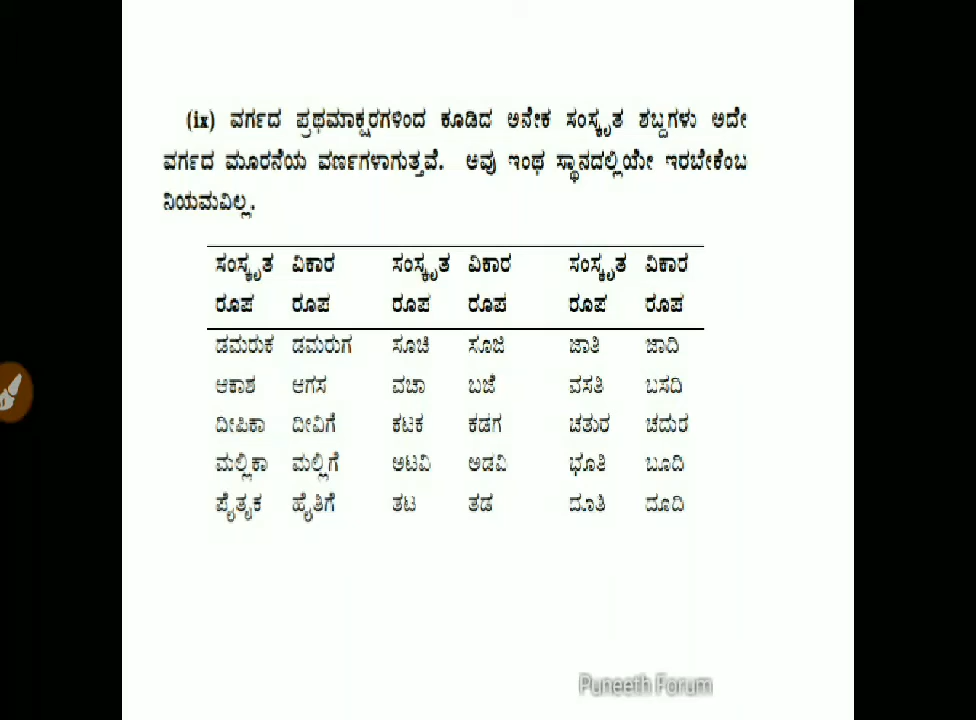 (ix) ವರ್ಗದ ಪ್ರಥಮಾಕ್ಷರಗಳಿಂದ ಕೂಡಿದ ಅನೇಕ ಸಂಸ್ಕೃತ ಶಬ್ದಗಳು ಅದೇ
ವರ್ಗದ ಮೂರನೆಯ ವರ್ಣಗಳಾಗುತ್ತವೆ. ಆವು ಇಂಥ ಸ್ಥಾನದಲ್ಲಿಯೇ ಇರಬೇಕೆಂಬ
ನಿಯಮವಿಲ್ಲ.
ಸಂಸ್ಕೃತ ವಿಕಾರ ಸಂಸ್ಕೃತ ವಿಕಾರ ಸಂಸ್ಕೃತ ವಿಕಾರ
ರೂಪ ರೂಪ ರೂಪ ರೂಪ ರೂಪ ರೂಪ
ಡಮರುಕ ಡಮರುಗ ಸೂಚಿ ಸೂಜಿ ಜಾತಿ ಜಾದಿ
ಆಕಾಶ ಆಗಸ ವಚಾ ಬಜೆ ವಸತಿ ಬಸದಿ
ದೀಪಿಕಾ ದೀವಿಗೆ ಕಟಕ ಕಡಗ ಚತುರ ಚದುರ
ಮಲ್ಲಿಕಾ ಮಲ್ಲಿಗೆ ಅಟವಿ ಅಡವಿ ಭೂತಿ ಬೂದಿ
ಪೈತೃಕ ಹೈತಿಗೆ ತಟ ತಡ ದೂತಿ ದೂದಿ
Puneeth Forum